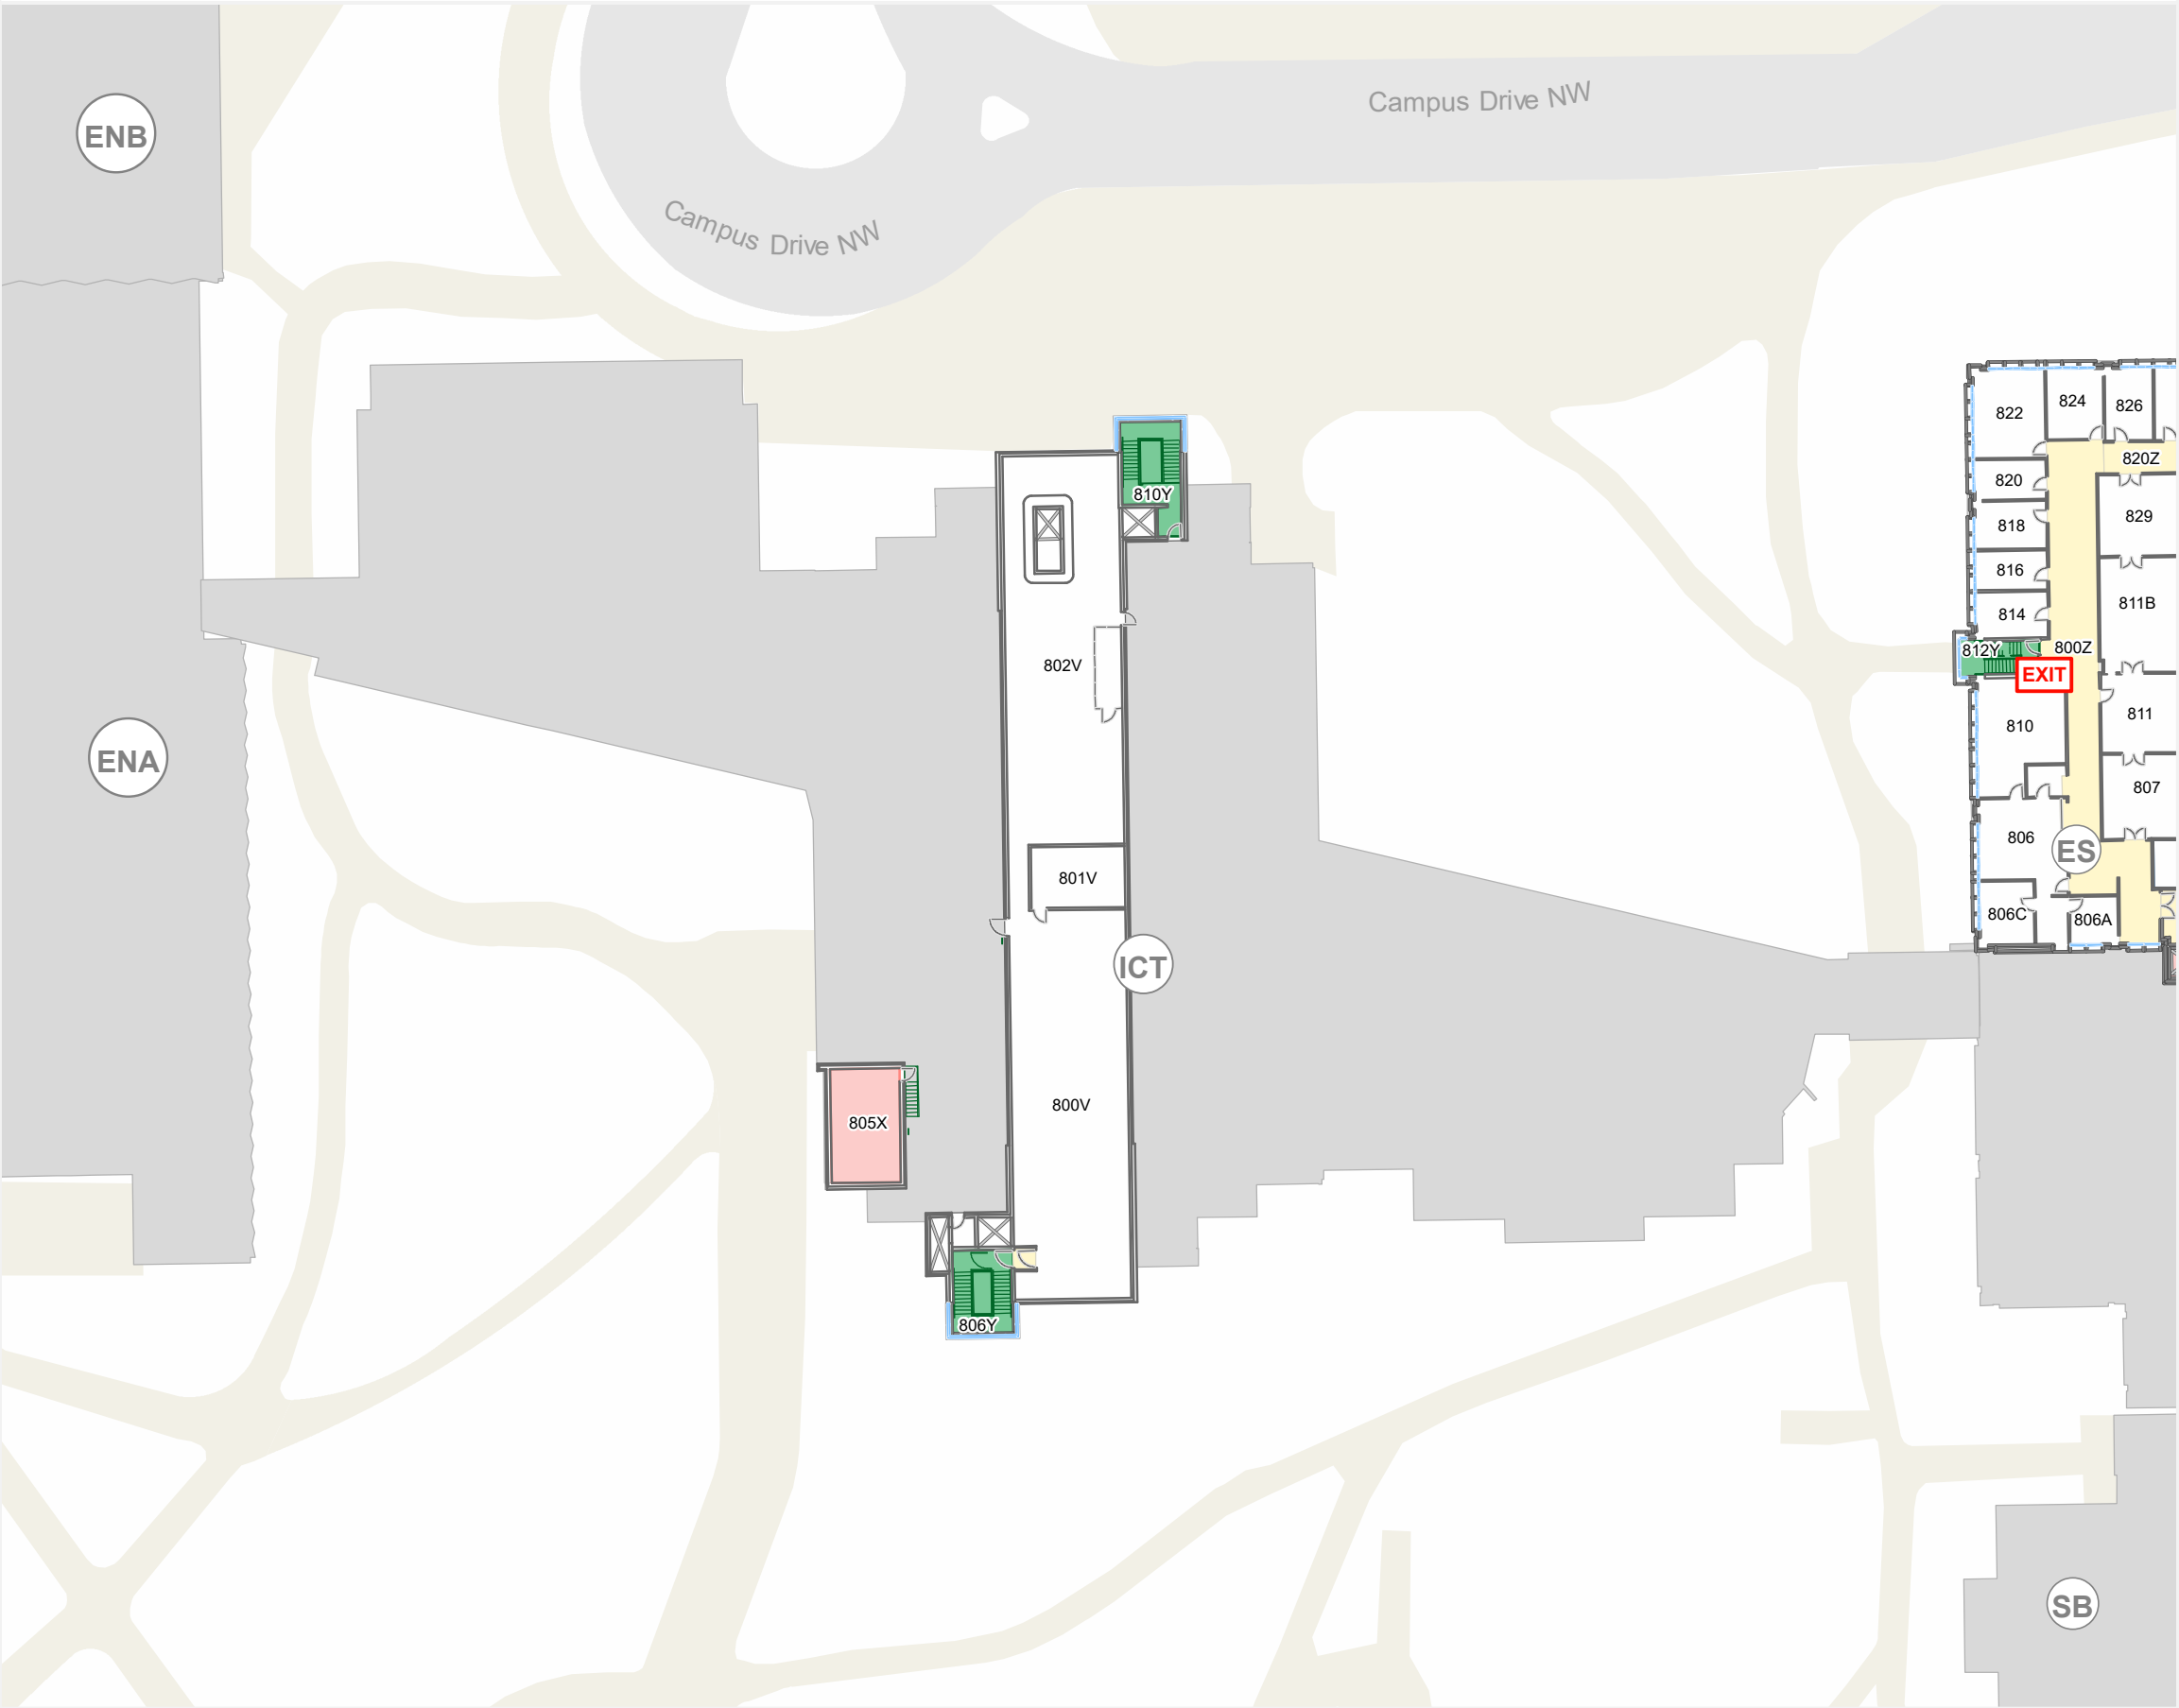 Campus Drive NW
ENB
Campus Drive NW
822
824
826
820Z
820
810Y
829
818
816
811B
814
812Y
800Z
802V
EXIT
811
810
ENA
807
806
ES
801V
806C
806A
ICT
800V
805X
806Y
SB